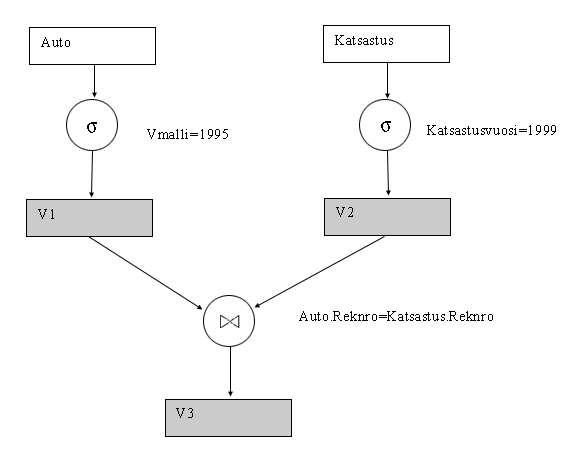 Auto
Katsastus
σ
Vmalli=1995
σ
Katsastusvuosi=1999
V1
V2
⋈
Auto.Reknro=Katsastus.Reknro
V3